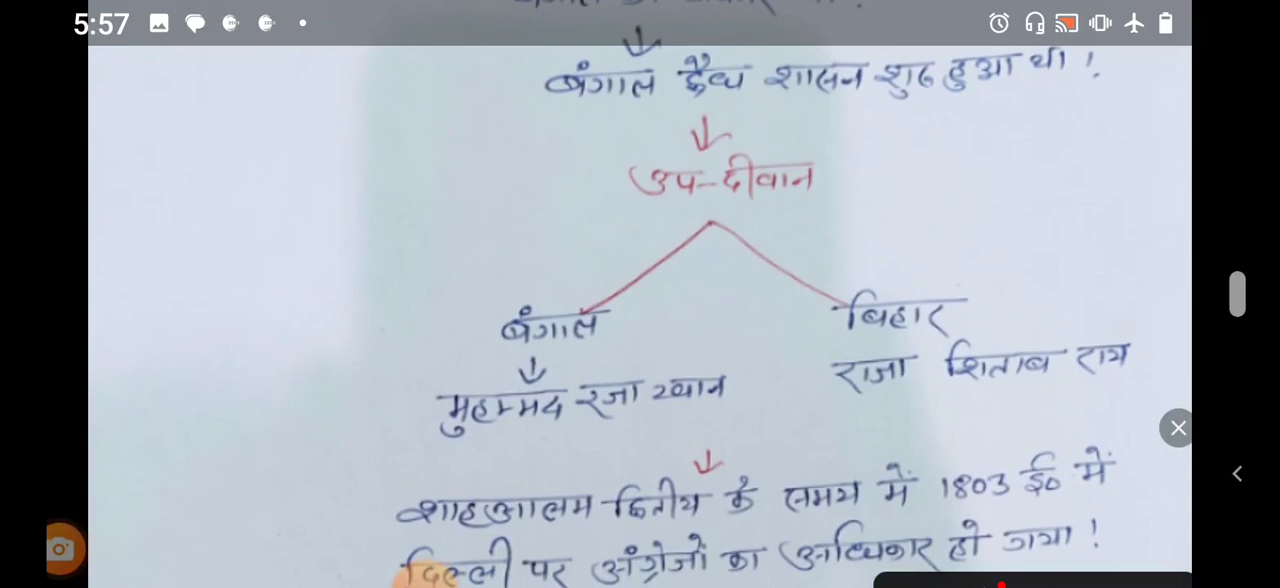 5:57
बंगाल द्वैध शासन शुरु हुआ था!
उप-दीवान
बंगाल
बिहार
मुहम्मद रजा खान
राजा शिताब राय
शाहआलम द्वितीय के समय में 1803 ई० में
दिल्ली पर अंग्रेजों का अधिकार हो गया!